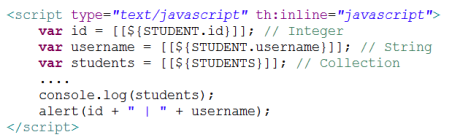 <script type="text/javascript" th:inline="javascript">
var id = [[${STUDENT.id}]]; // Integer
var username = [[${STUDENT.username}]]; // String
var students = [[${STUDENTS}]]; // Collection
....
console.log(students);
alert(id + " | " + username);
</script>